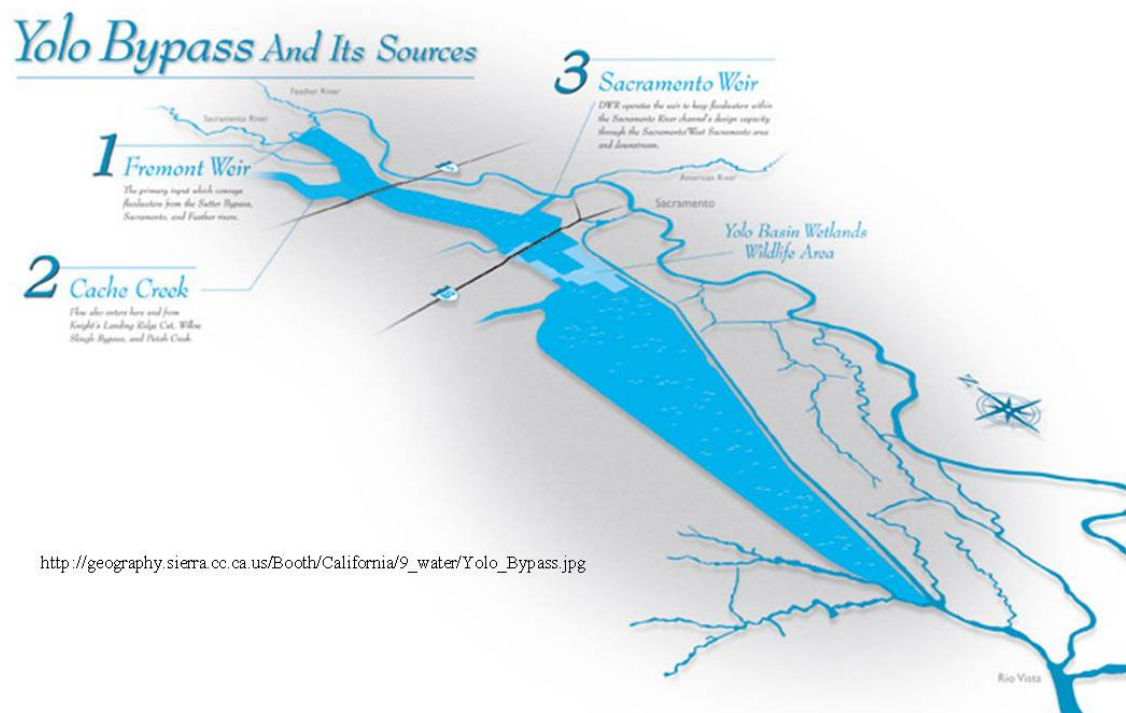 Yolo Bypass And Its Sources
Feather River
Sacramento River
1 Fremont Weir
The primary input which conveys
floodwaters from the Sutter Bypass,
Sacramento, and Feather rivers.
2 Cache Creek
Flow also enters here and from
Knight's Landing Ridge Cut, Willow
Slough Bypass, and Putah Creek.
3 Sacramento Weir
DWR operates the weir to keep floodwaters within
the Sacramento River channel's design capacity
through the Sacramento/West Sacramento area
and downstream.
American River
Sacramento
Yolo Basin Wetlands
Wildlife Area
http://geography.sierra.cc.ca.us/Booth/California/9_water/Yolo_Bypass.jpg
Rio Vista